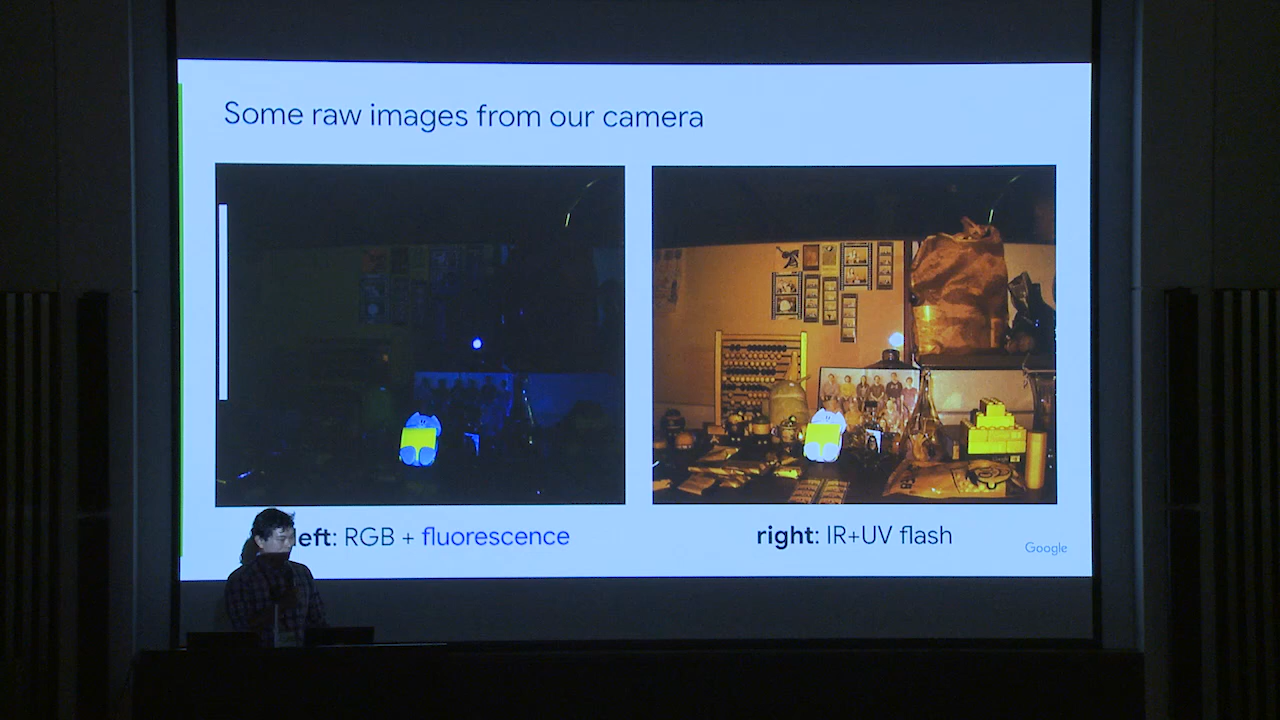 Some raw images from our camera
left: RGB + fluorescence
right: IR+UV flash
Google